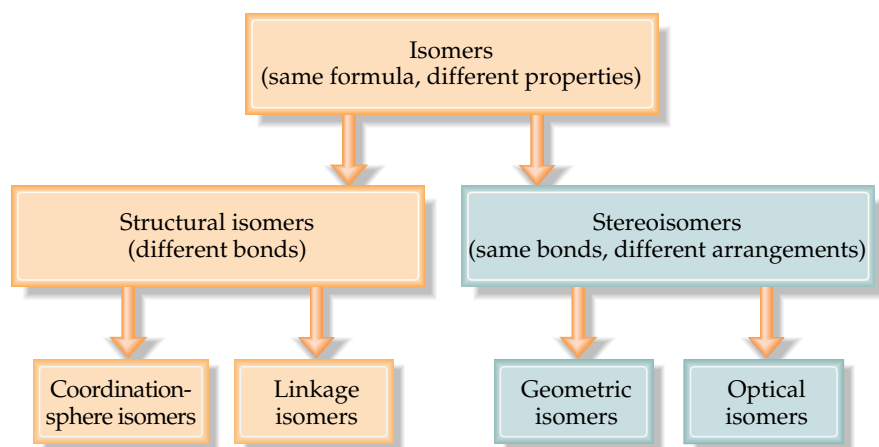 Isomers
(same formula, different properties)
Structural isomers
(different bonds)
Stereoisomers
(same bonds, different arrangements)
Coordination-
sphere isomers
Linkage
isomers
Geometric
isomers
Optical
isomers